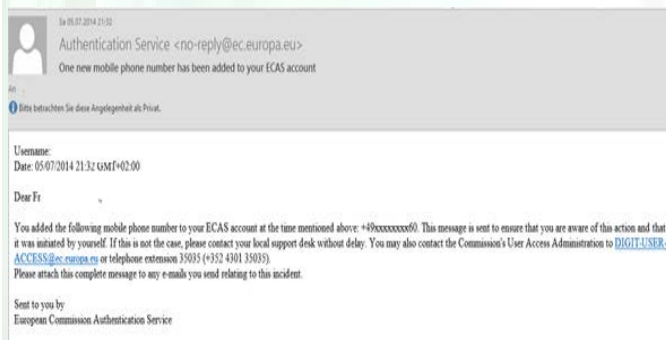 Sa 05.07.2014 21:32
Authentication Service <no-reply@ec.europa.eu>
One new mobile phone number has been added to your ECAS account
An
Bitte betrachten Sie diese Angelegenheit als Privat.
Username:
Date: 05/07/2014 21:32 GMT+02:00
Dear Fr
You added the following mobile phone number to your ECAS account at the time mentioned above: +49xxxxxxxxx60. This message is sent to ensure that you are aware of this action and that
it was initiated by yourself. If this is not the case, please contact your local support desk without delay. You may also contact the Commission's User Access Administration to DIGIT-USER-
ACCESS@ec.europa.eu or telephone extension 35035 (+352 4301 35035).
Please attach this complete message to any e-mails you send relating to this incident.
Sent to you by
European Commission Authentication Service